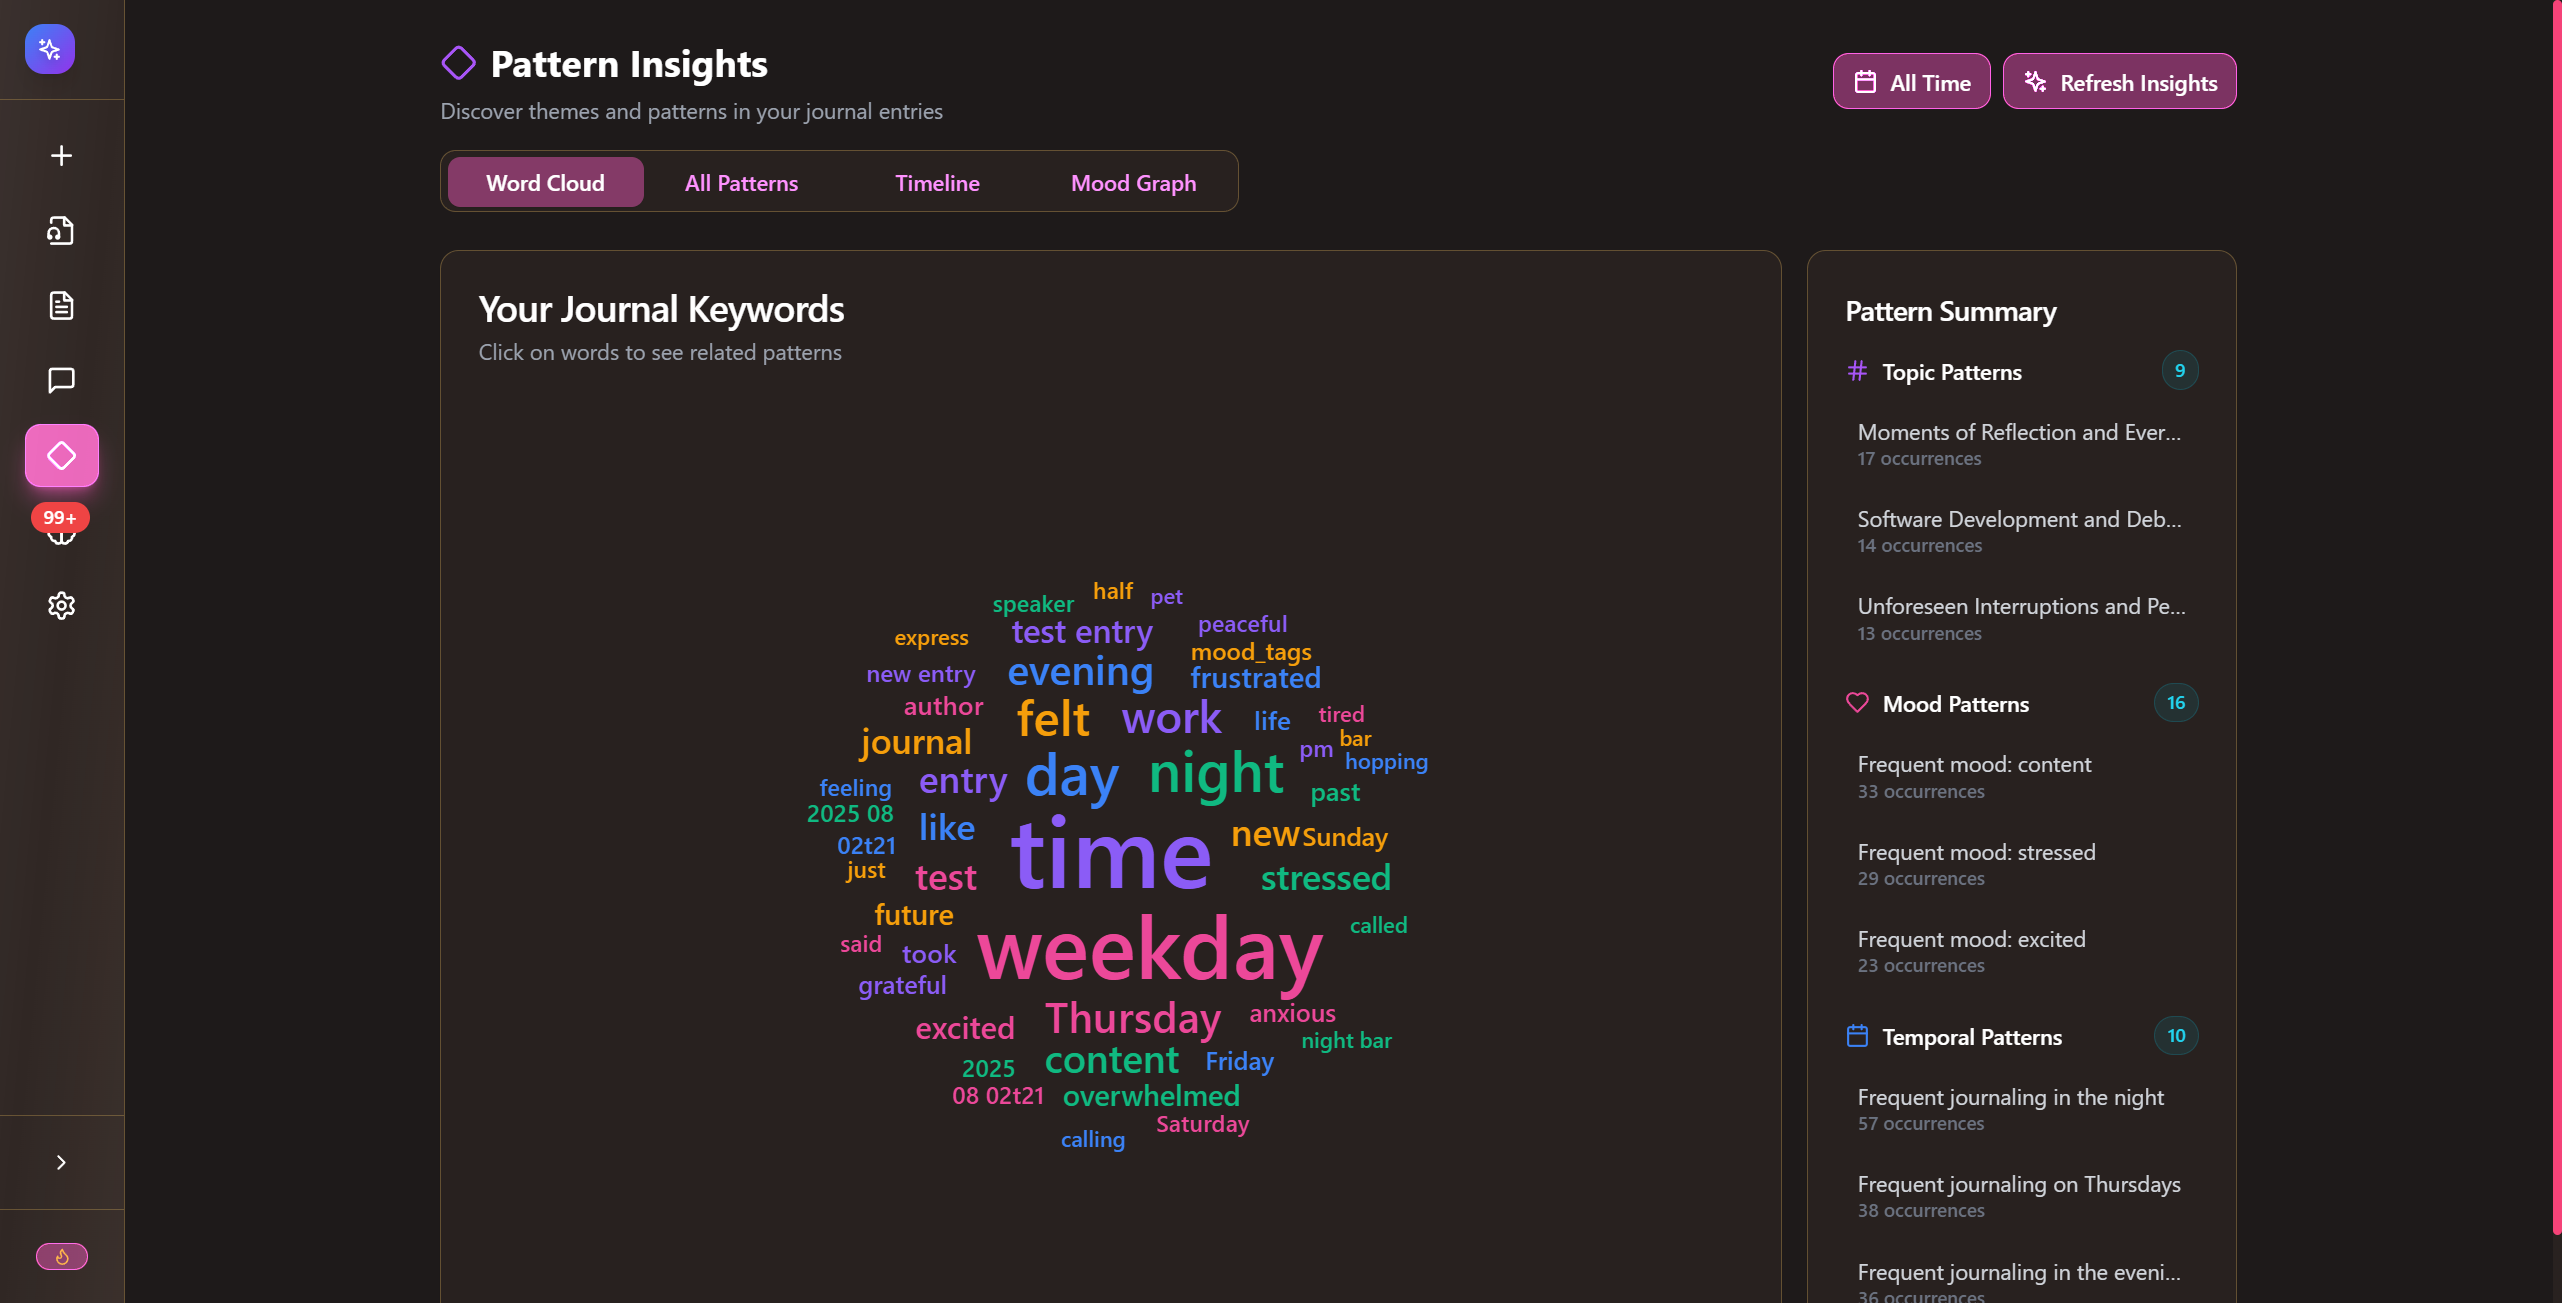 Pattern Insights
Discover themes and patterns in your journal entries
All Time
Refresh Insights
Word Cloud
All Patterns
Timeline
Mood Graph
99+
Your Journal Keywords
Click on words to see related patterns
half
pet
speaker
peaceful
test entry
express
mood_tags
new entry
evening
frustrated
author
felt
work
life
tired
journal
pm
bar
hopping
feeling
entry
day
night
past
2025 08
like
02t21
time
new
Sunday
just
test
stressed
future
called
said
took
weekday
grateful
excited
Thursday
anxious
night bar
2025
content
Friday
08 02t21
overwhelmed
Saturday
calling
Pattern Summary
Topic Patterns
9
Moments of Reflection and Ever...
17 occurrences
Software Development and Deb...
14 occurrences
Unforeseen Interruptions and Pe...
13 occurrences
Mood Patterns
16
Frequent mood: content
33 occurrences
Frequent mood: stressed
29 occurrences
Frequent mood: excited
23 occurrences
Temporal Patterns
10
Frequent journaling in the night
57 occurrences
Frequent journaling on Thursdays
38 occurrences
Frequent journaling in the eveni...
36 occurrences